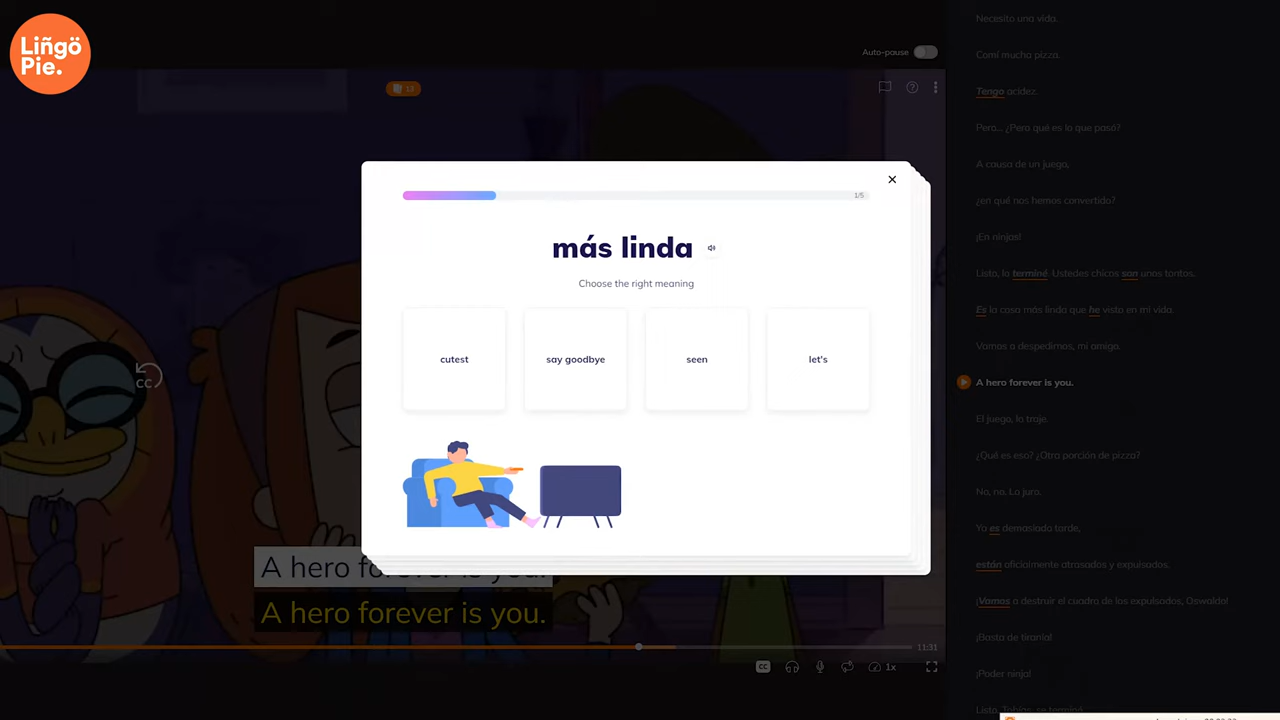 Liñgö
Pie.
Auto-pause
13
1/5
más linda
Choose the right meaning
cutest
say goodbye
seen
let's
CC
A hero forever is you.
A hero forever is you.
11:31
CC
1x
Necesito una vida.
Comí mucha pizza.
Tengo acidez.
Pero... ¿Pero qué es lo que pasó?
A causa de un juego,
¿en qué nos hemos convertido?
¡En ninjas!
Listo, lo terminé. Ustedes chicos son unos tontos.
Es la cosa más linda que he visto en mi vida.
Vamos a despedirnos, mi amigo.
A hero forever is you.
El juego, lo traje.
¿Qué es eso? ¿Otra porción de pizza?
No, no. Lo juro.
Ya es demasiado tarde,
están oficialmente atrasados y expulsados.
¡Vamos a destruir el cuadro de los expulsados, Oswaldo!
¡Basta de tiranía!
¡Poder ninja!